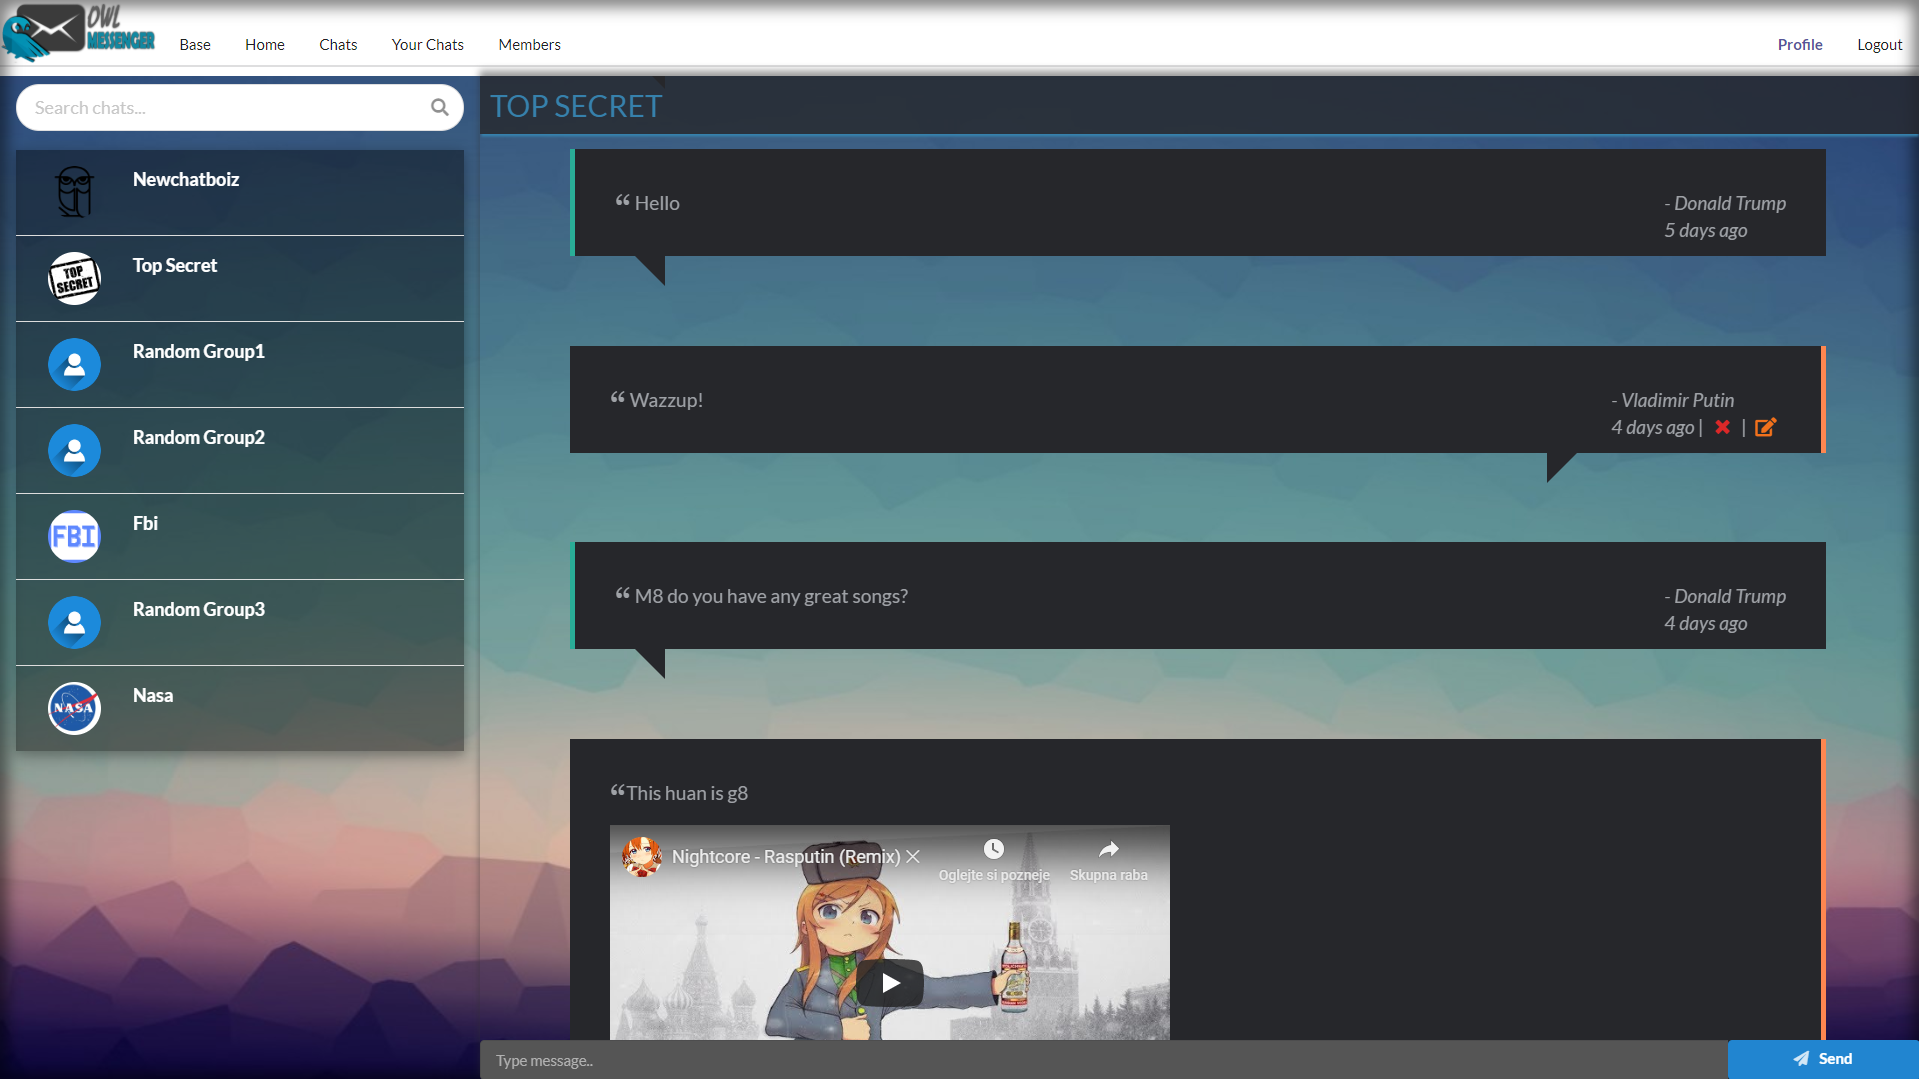 OWL
MESSENGER
Base
Home
Chats
Your Chats
Members
Profile
Logout
Search chats...
Newchatboiz
TOP
SECRET
Top Secret
Random Group1
Random Group2
FBI
Fbi
Random Group3
NASA
Nasa
TOP SECRET
“ Hello
- Donald Trump
5 days ago
“ Wazzup!
- Vladimir Putin
4 days ago | ✖ |
“ M8 do you have any great songs?
- Donald Trump
4 days ago
“This huan is g8
Nightcore - Rasputin (Remix) ╳
Oglejte si pozneje
Skupna raba
Type message..
Send